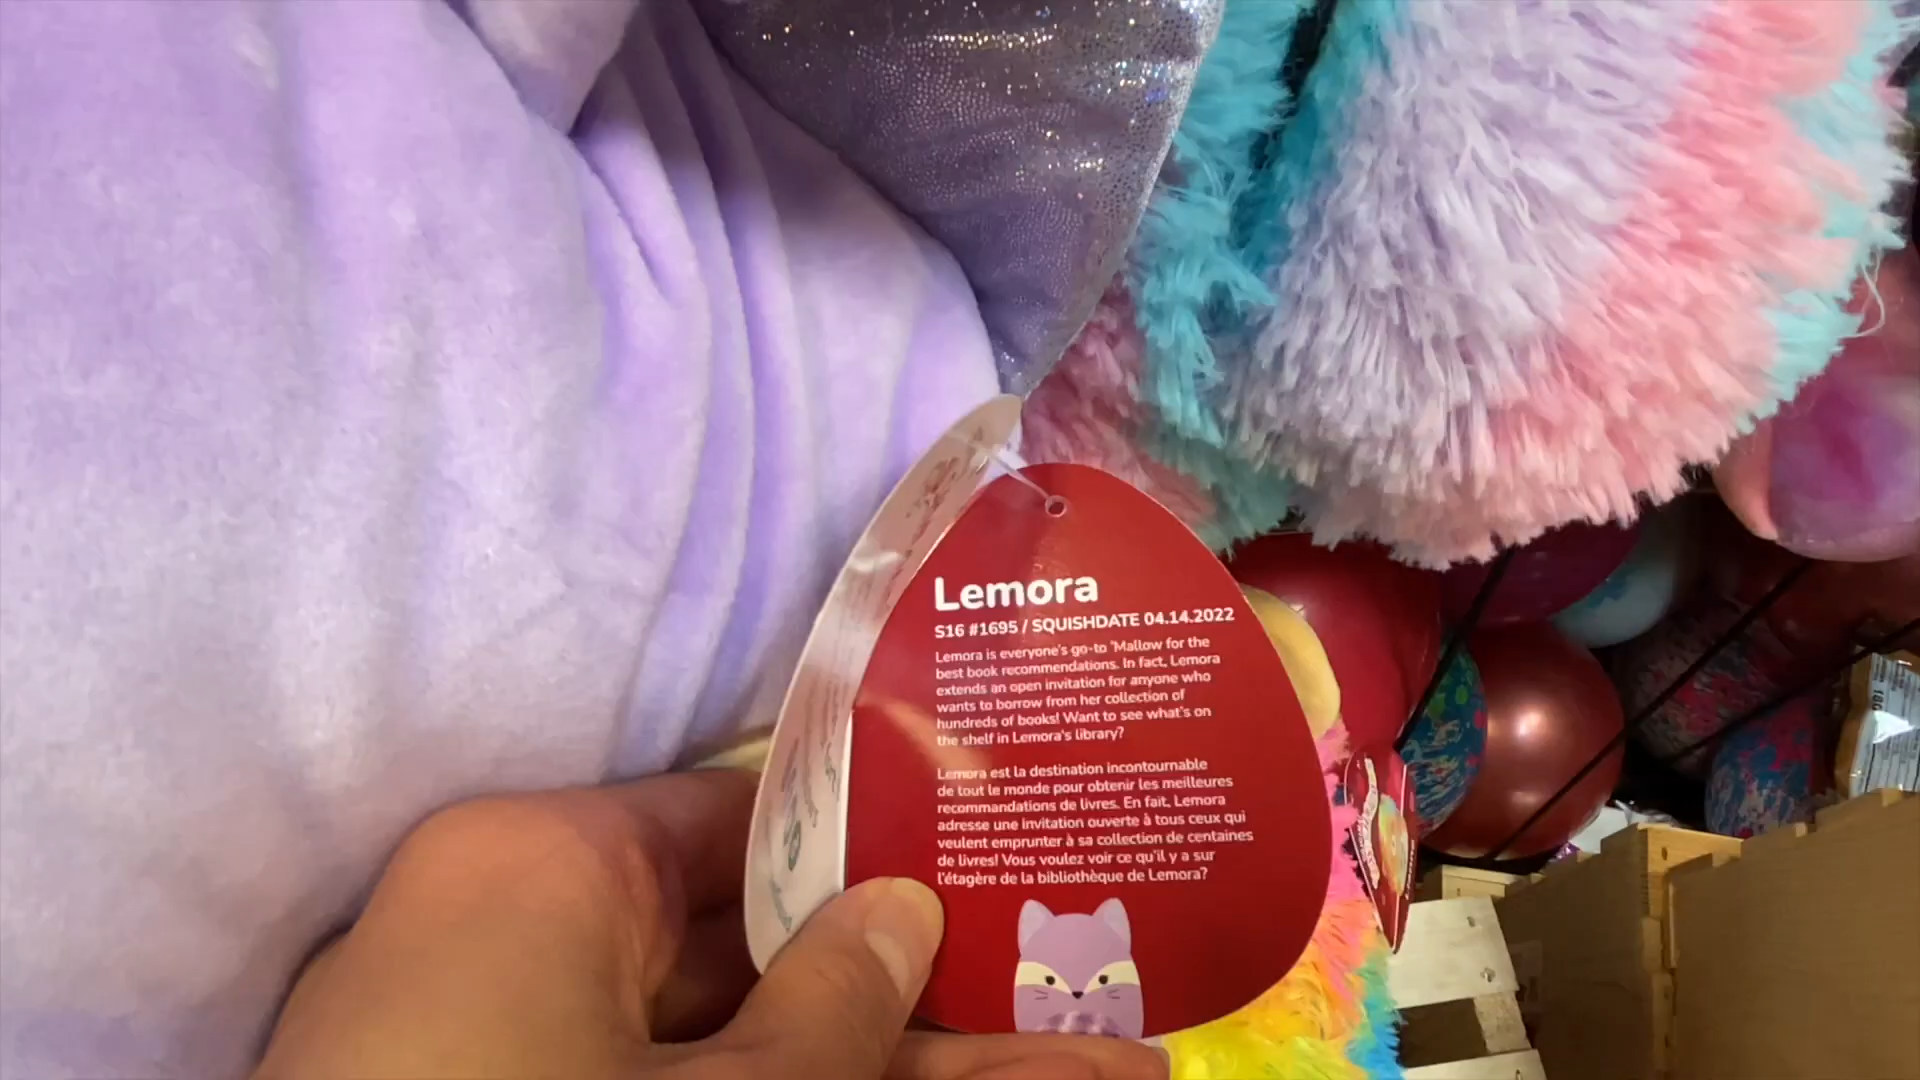 Lemora
S16 #1695 / SQUISHDATE 04.14.2022
Lemora is everyone's go-to 'Mallow for the
best book recommendations. In fact, Lemora
extends an open invitation for anyone who
wants to borrow from her collection of
hundreds of books! Want to see what's on
the shelf in Lemora's library?
Lemora est la destination incontournable
de tout le monde pour obtenir les meilleures
recommandations de livres. En fait, Lemora
adresse une invitation ouverte à tous ceux qui
veulent emprunter à sa collection de centaines
de livres! Vous voulez voir ce qu'il y a sur
l'étagère de la bibliothèque de Lemora?